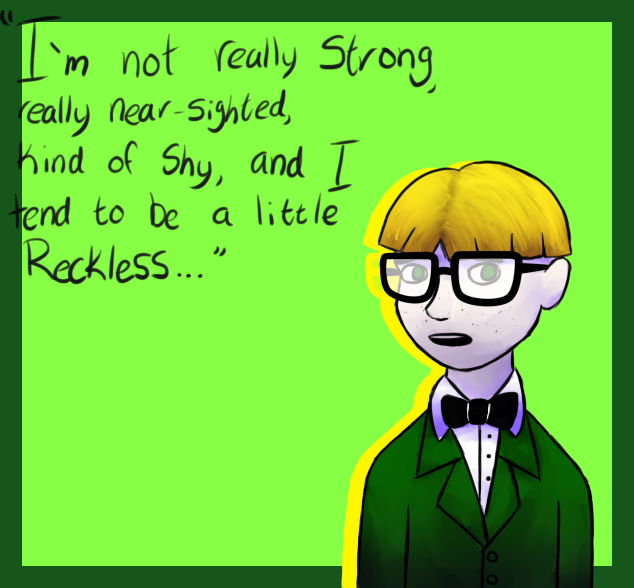 "I'm not really Strong,
really near-sighted,
kind of Shy, and I
tend to be a little
Reckless..."